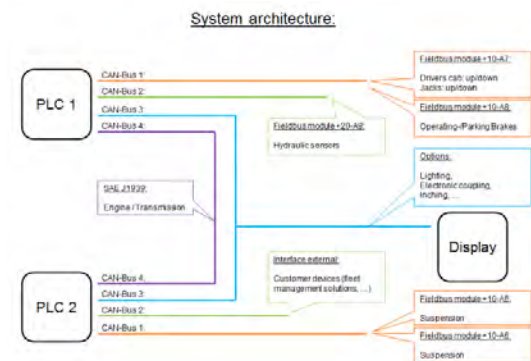 System architecture:
Fieldbus module +10-A7:
Drivers cab: up/down
Jacks: up/down
CAN-Bus 1:
CAN-Bus 2:
CAN-Bus 3:
CAN-Bus 4:
PLC 1
Fieldbus module +10-A8:
Operating-/Parking Brakes
Fieldbus module +20-A9:
Hydraulic sensors
Options:
Lighting,
Electronic coupling,
Inching, ...
SAE J1939:
Engine / Transmission
Display
Interface external:
Customer devices (fleet
management solutions, ...)
PLC 2
CAN-Bus 4:
CAN-Bus 3:
CAN-Bus 2:
CAN-Bus 1:
Fieldbus module
Suspension
Fieldbus module
Suspension